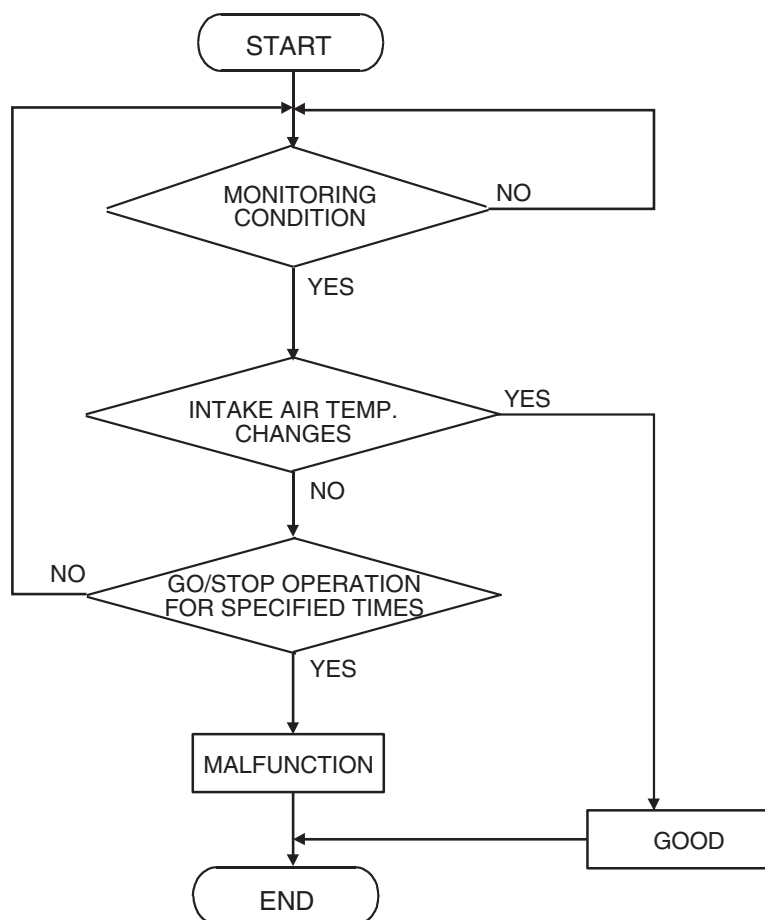 START
MONITORING
CONDITION
NO
YES
INTAKE AIR TEMP.
CHANGES
YES
NO
GO/STOP OPERATION
FOR SPECIFIED TIMES
NO
YES
MALFUNCTION
GOOD
END